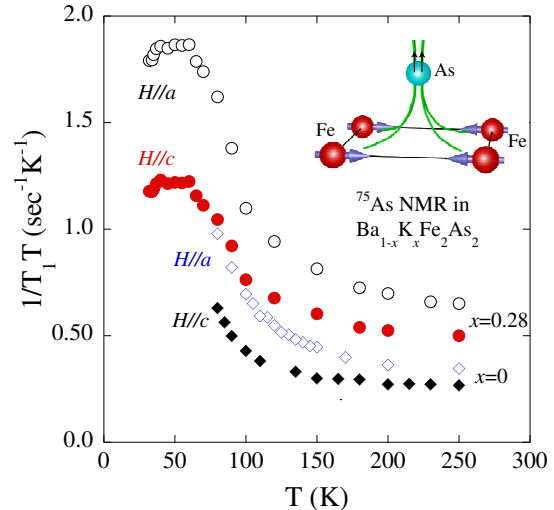 2.0
1.5
1.0
0.50
0.0
0
50
100
150
200
250
300
1/T₁T (sec⁻¹K⁻¹)
T (K)
H//a
H//c
H//a
H//c
As
Fe
Fe
⁷⁵As NMR in
Ba₁₋ₓKₓFe₂As₂
x=0.28
x=0